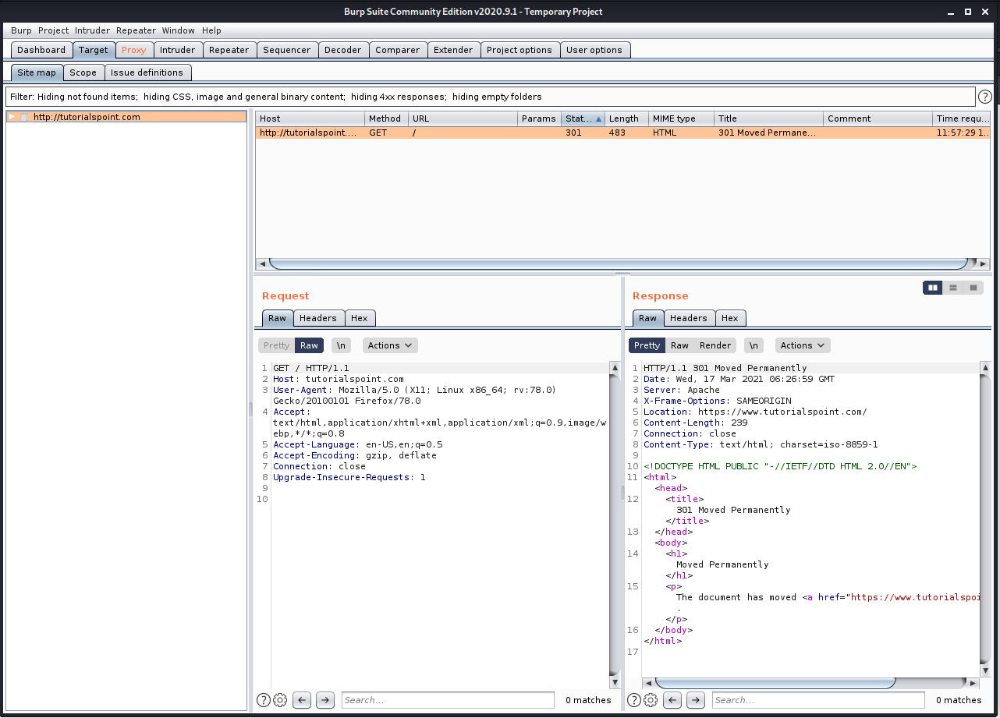 Burp Suite Community Edition v2020.9.1 - Temporary Project
Burp Project Intruder Repeater Window Help
Dashboard Target Proxy Intruder Repeater Sequencer Decoder Comparer Extender Project options User options
Site map Scope Issue definitions
Filter: Hiding not found items; hiding CSS, image and general binary content; hiding 4xx responses; hiding empty folders
?
http://tutorialspoint.com
Host Method URL Params Stat... Length MIME type Title Comment Time requ...
http://tutorialspoint.... GET / 301 483 HTML 301 Moved Permane... 11:57:29 1...
Request
Raw Headers Hex
Pretty Raw \n Actions
1 GET / HTTP/1.1
2 Host: tutorialspoint.com
3 User-Agent: Mozilla/5.0 (X11; Linux x86_64; rv:78.0)
Gecko/20100101 Firefox/78.0
4 Accept:
text/html,application/xhtml+xml,application/xml;q=0.9,image/w
ebp,*/*;q=0.8
5 Accept-Language: en-US,en;q=0.5
6 Accept-Encoding: gzip, deflate
7 Connection: close
8 Upgrade-Insecure-Requests: 1
9
10
? Search... 0 matches
Response
Raw Headers Hex
Pretty Raw Render \n Actions
1 HTTP/1.1 301 Moved Permanently
2 Date: Wed, 17 Mar 2021 06:26:59 GMT
3 Server: Apache
4 X-Frame-Options: SAMEORIGIN
5 Location: https://www.tutorialspoint.com/
6 Content-Length: 239
7 Connection: close
8 Content-Type: text/html; charset=iso-8859-1
9
10 <!DOCTYPE HTML PUBLIC "-//IETF//DTD HTML 2.0//EN">
11 <html>
<head>
12 <title>
301 Moved Permanently
</title>
13 </head>
<body>
14 <h1>
Moved Permanently
</h1>
15 <p>
The document has moved <a href="https://www.tutorialspoi
.
</p>
16 </body>
</html>
17
? Search... 0 matches